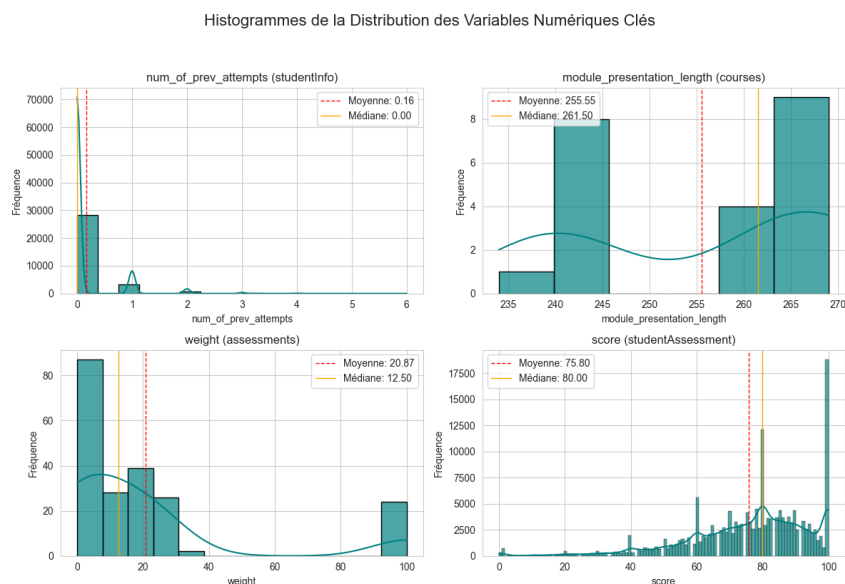 Histogrammes de la Distribution des Variables Numériques Clés
num_of_prev_attempts (studentInfo)
Moyenne: 0.16
Médiane: 0.00
Fréquence
70000
60000
50000
40000
30000
20000
10000
0
0 1 2 3 4 5 6
num_of_prev_attempts
module_presentation_length (courses)
Moyenne: 255.55
Médiane: 261.50
Fréquence
8
6
4
2
0
235 240 245 250 255 260 265 270
module_presentation_length
weight (assessments)
Moyenne: 20.87
Médiane: 12.50
Fréquence
80
60
40
20
0
0 20 40 60 80 100
weight
score (studentAssessment)
Moyenne: 75.80
Médiane: 80.00
Fréquence
17500
15000
12500
10000
7500
5000
2500
0
0 20 40 60 80 100
score